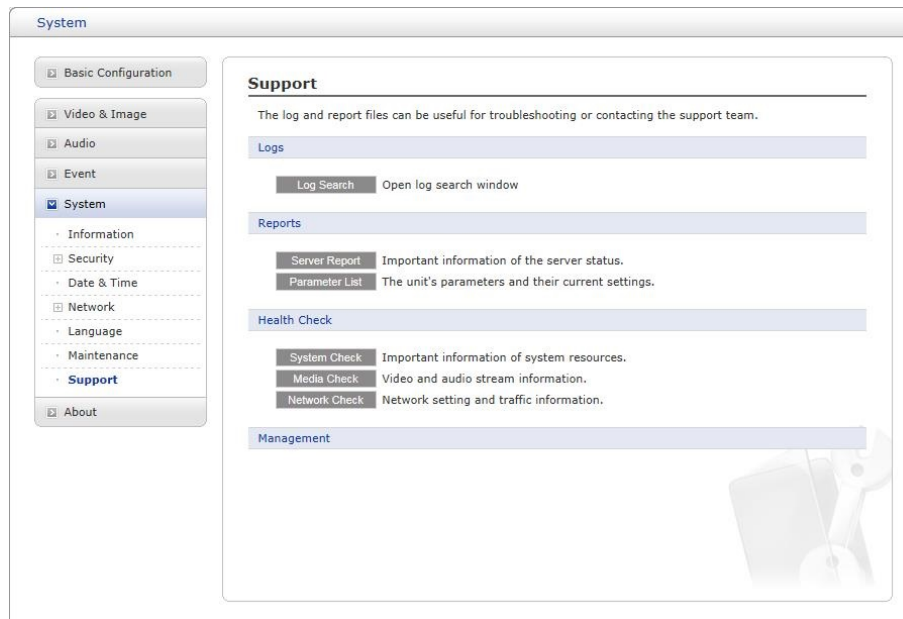 System
Basic Configuration
Video & Image
Audio
Event
System
Information
Security
Date & Time
Network
Language
Maintenance
Support
About
Support
The log and report files can be useful for troubleshooting or contacting the support team.
Logs
Log Search Open log search window
Reports
Server Report Important information of the server status.
Parameter List The unit's parameters and their current settings.
Health Check
System Check Important information of system resources.
Media Check Video and audio stream information.
Network Check Network setting and traffic information.
Management